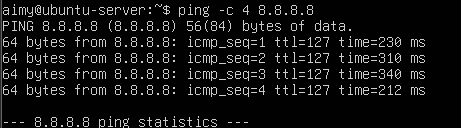 aimy@ubuntu-server:~$ ping -c 4 8.8.8.8
PING 8.8.8.8 (8.8.8.8) 56(84) bytes of data.
64 bytes from 8.8.8.8: icmp_seq=1 ttl=127 time=230 ms
64 bytes from 8.8.8.8: icmp_seq=2 ttl=127 time=310 ms
64 bytes from 8.8.8.8: icmp_seq=3 ttl=127 time=340 ms
64 bytes from 8.8.8.8: icmp_seq=4 ttl=127 time=212 ms

--- 8.8.8.8 ping statistics ---